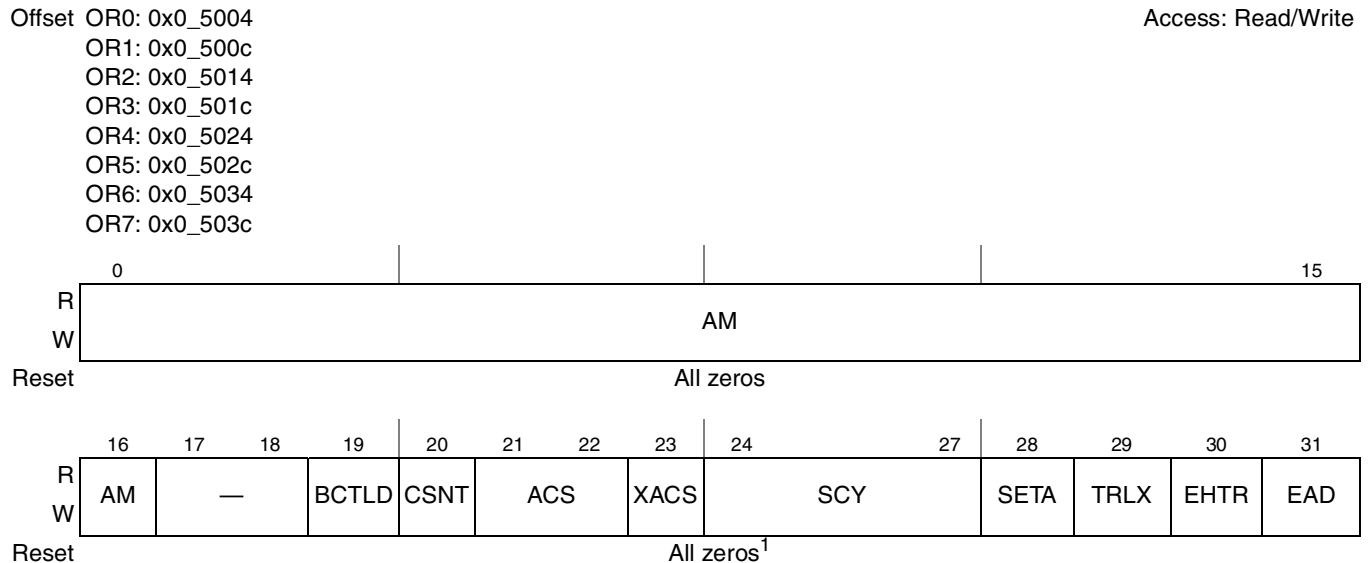 Offset OR0: 0x0_5004 Access: Read/Write
OR1: 0x0_500c
OR2: 0x0_5014
OR3: 0x0_501c
OR4: 0x0_5024
OR5: 0x0_502c
OR6: 0x0_5034
OR7: 0x0_503c
0 15
R
AM
W
Reset All zeros
16 17 18 19 20 21 22 23 24 27 28 29 30 31
R
AM — BCTLD CSNT ACS XACS SCY SETA TRLX EHTR EAD
W
Reset All zeros1